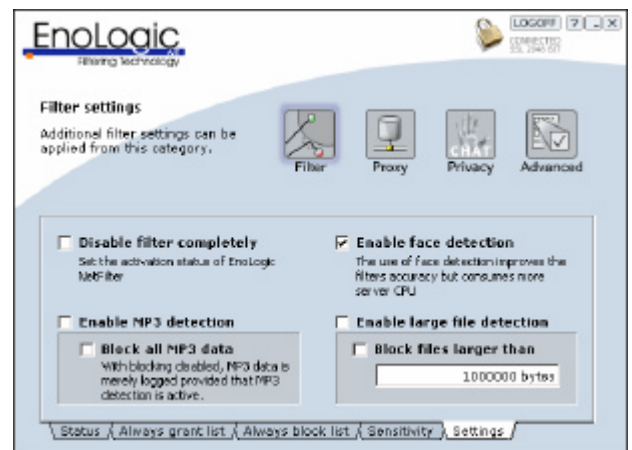 EnoLogic
Filtering Technology
LOGOFF ? _ X
CONNECTED
SSL 2048 BIT
Filter settings
Additional filter settings can be
applied from this category.
Filter
Proxy
CHAT
Privacy
Advanced
Disable filter completely
Set the activation status of EnoLogic
NetFilter
Enable face detection
The use of face detection improves the
filters accuracy but consumes more
server CPU
Enable MP3 detection
Block all MP3 data
With blocking disabled, MP3 data is
merely logged provided that MP3
detection is active.
Enable large file detection
Block files larger than
1000000 bytes
Status
Always grant list
Always block list
Sensitivity
Settings